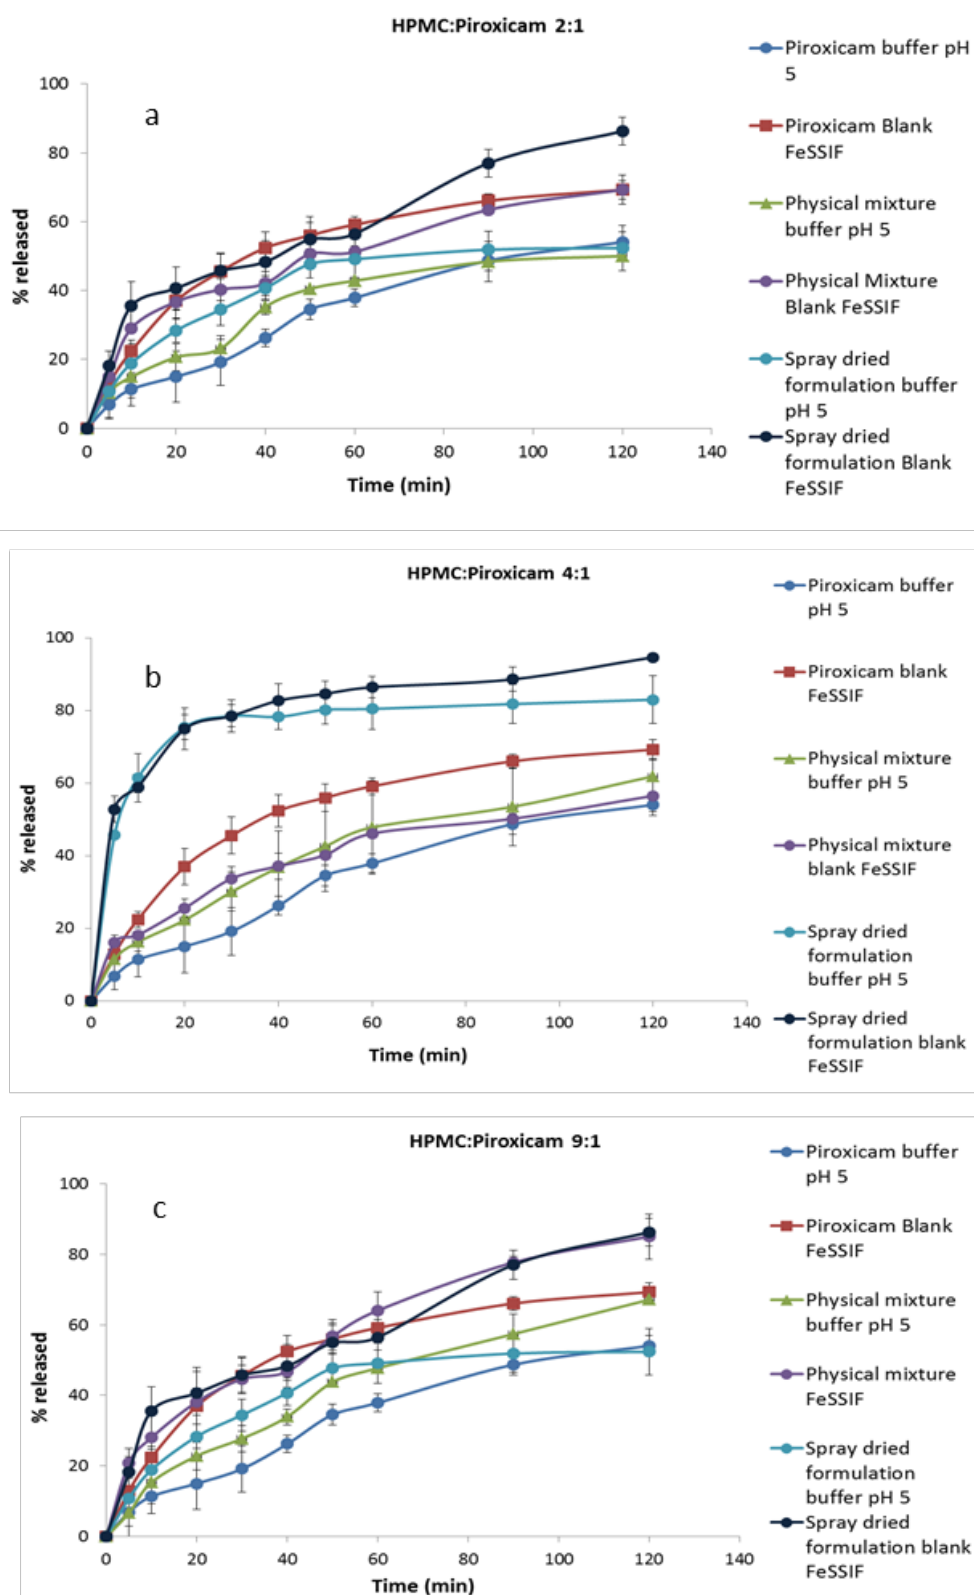 HPMC:Piroxicam 2:1
a
% released
100
80
60
40
20
0
0 20 40 60 80 100 120 140
Time (min)
Piroxicam buffer pH
5
Piroxicam Blank
FeSSIF
Physical mixture
buffer pH 5
Physical Mixture
Blank FeSSIF
Spray dried
formulation buffer
pH 5
Spray dried
formulation Blank
FeSSIF
HPMC:Piroxicam 4:1
b
% released
100
80
60
40
20
0
0 20 40 60 80 100 120 140
Time (min)
Piroxicam buffer
pH 5
Piroxicam blank
FeSSIF
Physical mixture
buffer pH 5
Physical mixture
blank FeSSIF
Spray dried
formulation
buffer pH 5
Spray dried
formulation blank
FeSSIF
HPMC:Piroxicam 9:1
c
% released
100
80
60
40
20
0
0 20 40 60 80 100 120 140
Time (min)
Piroxicam buffer
pH 5
Piroxicam Blank
FeSSIF
Physical mixture
buffer pH 5
Physical mixture
FeSSIF
Spray dried
formulation
buffer pH 5
Spray dried
formulation blank
FeSSIF